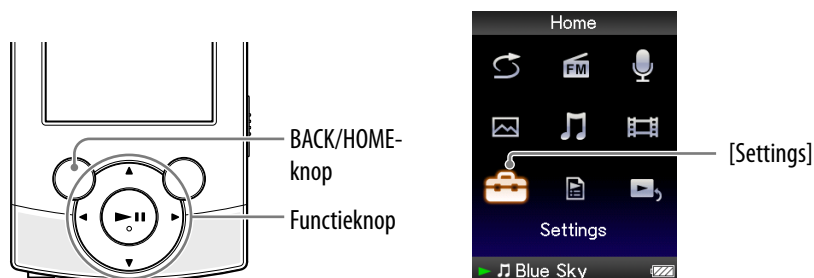 BACK/HOME-
knop
Functieknop
Home
FM
[Settings]
Settings
Blue Sky